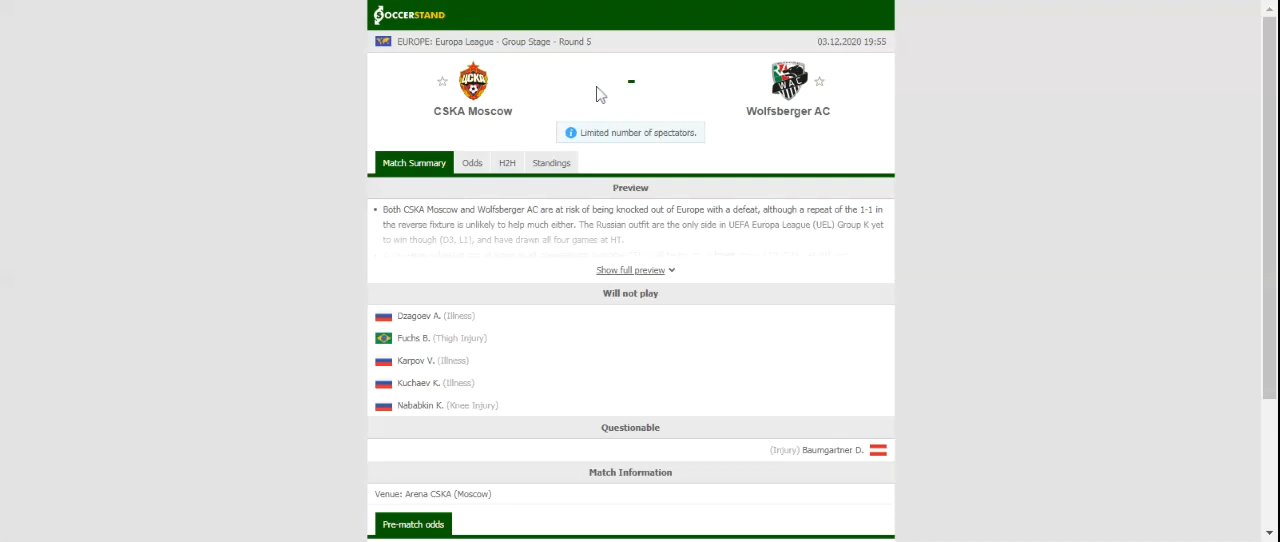 SOCCERSTAND
EUROPE: Europa League - Group Stage - Round 5 03.12.2020 19:55
ЦСКА
WAC
CSKA Moscow - Wolfsberger AC
Limited number of spectators.
Match Summary Odds H2H Standings
Preview
• Both CSKA Moscow and Wolfsberger AC are at risk of being knocked out of Europe with a defeat, although a repeat of the 1-1 in
the reverse fixture is unlikely to help much either. The Russian outfit are the only side in UEFA Europa League (UEL) Group K yet
to win though (D3, L1), and have drawn all four games at HT.
Show full preview
Will not play
Dzagoev A. (Illness)
Fuchs B. (Thigh Injury)
Karpov V. (Illness)
Kuchaev K. (Illness)
Nababkin K. (Knee Injury)
Questionable
(Injury) Baumgartner D.
Match Information
Venue: Arena CSKA (Moscow)
Pre-match odds